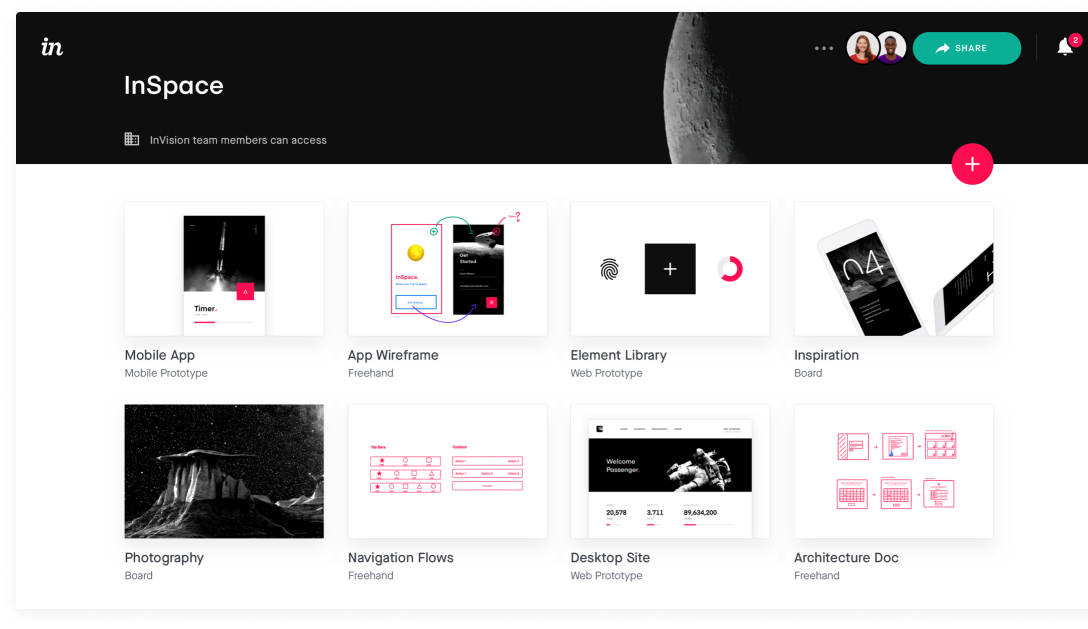 in
SHARE
2
InSpace
InVision team members can access
+
Timer.
InSpace.
Get
Started.
04
Mobile App
Mobile Prototype
App Wireframe
Freehand
Element Library
Web Prototype
Inspiration
Board
Tab Bars
Welcome
Passenger.
20,578
3.711
89,634,200
Photography
Board
Navigation Flows
Freehand
Desktop Site
Web Prototype
Architecture Doc
Freehand